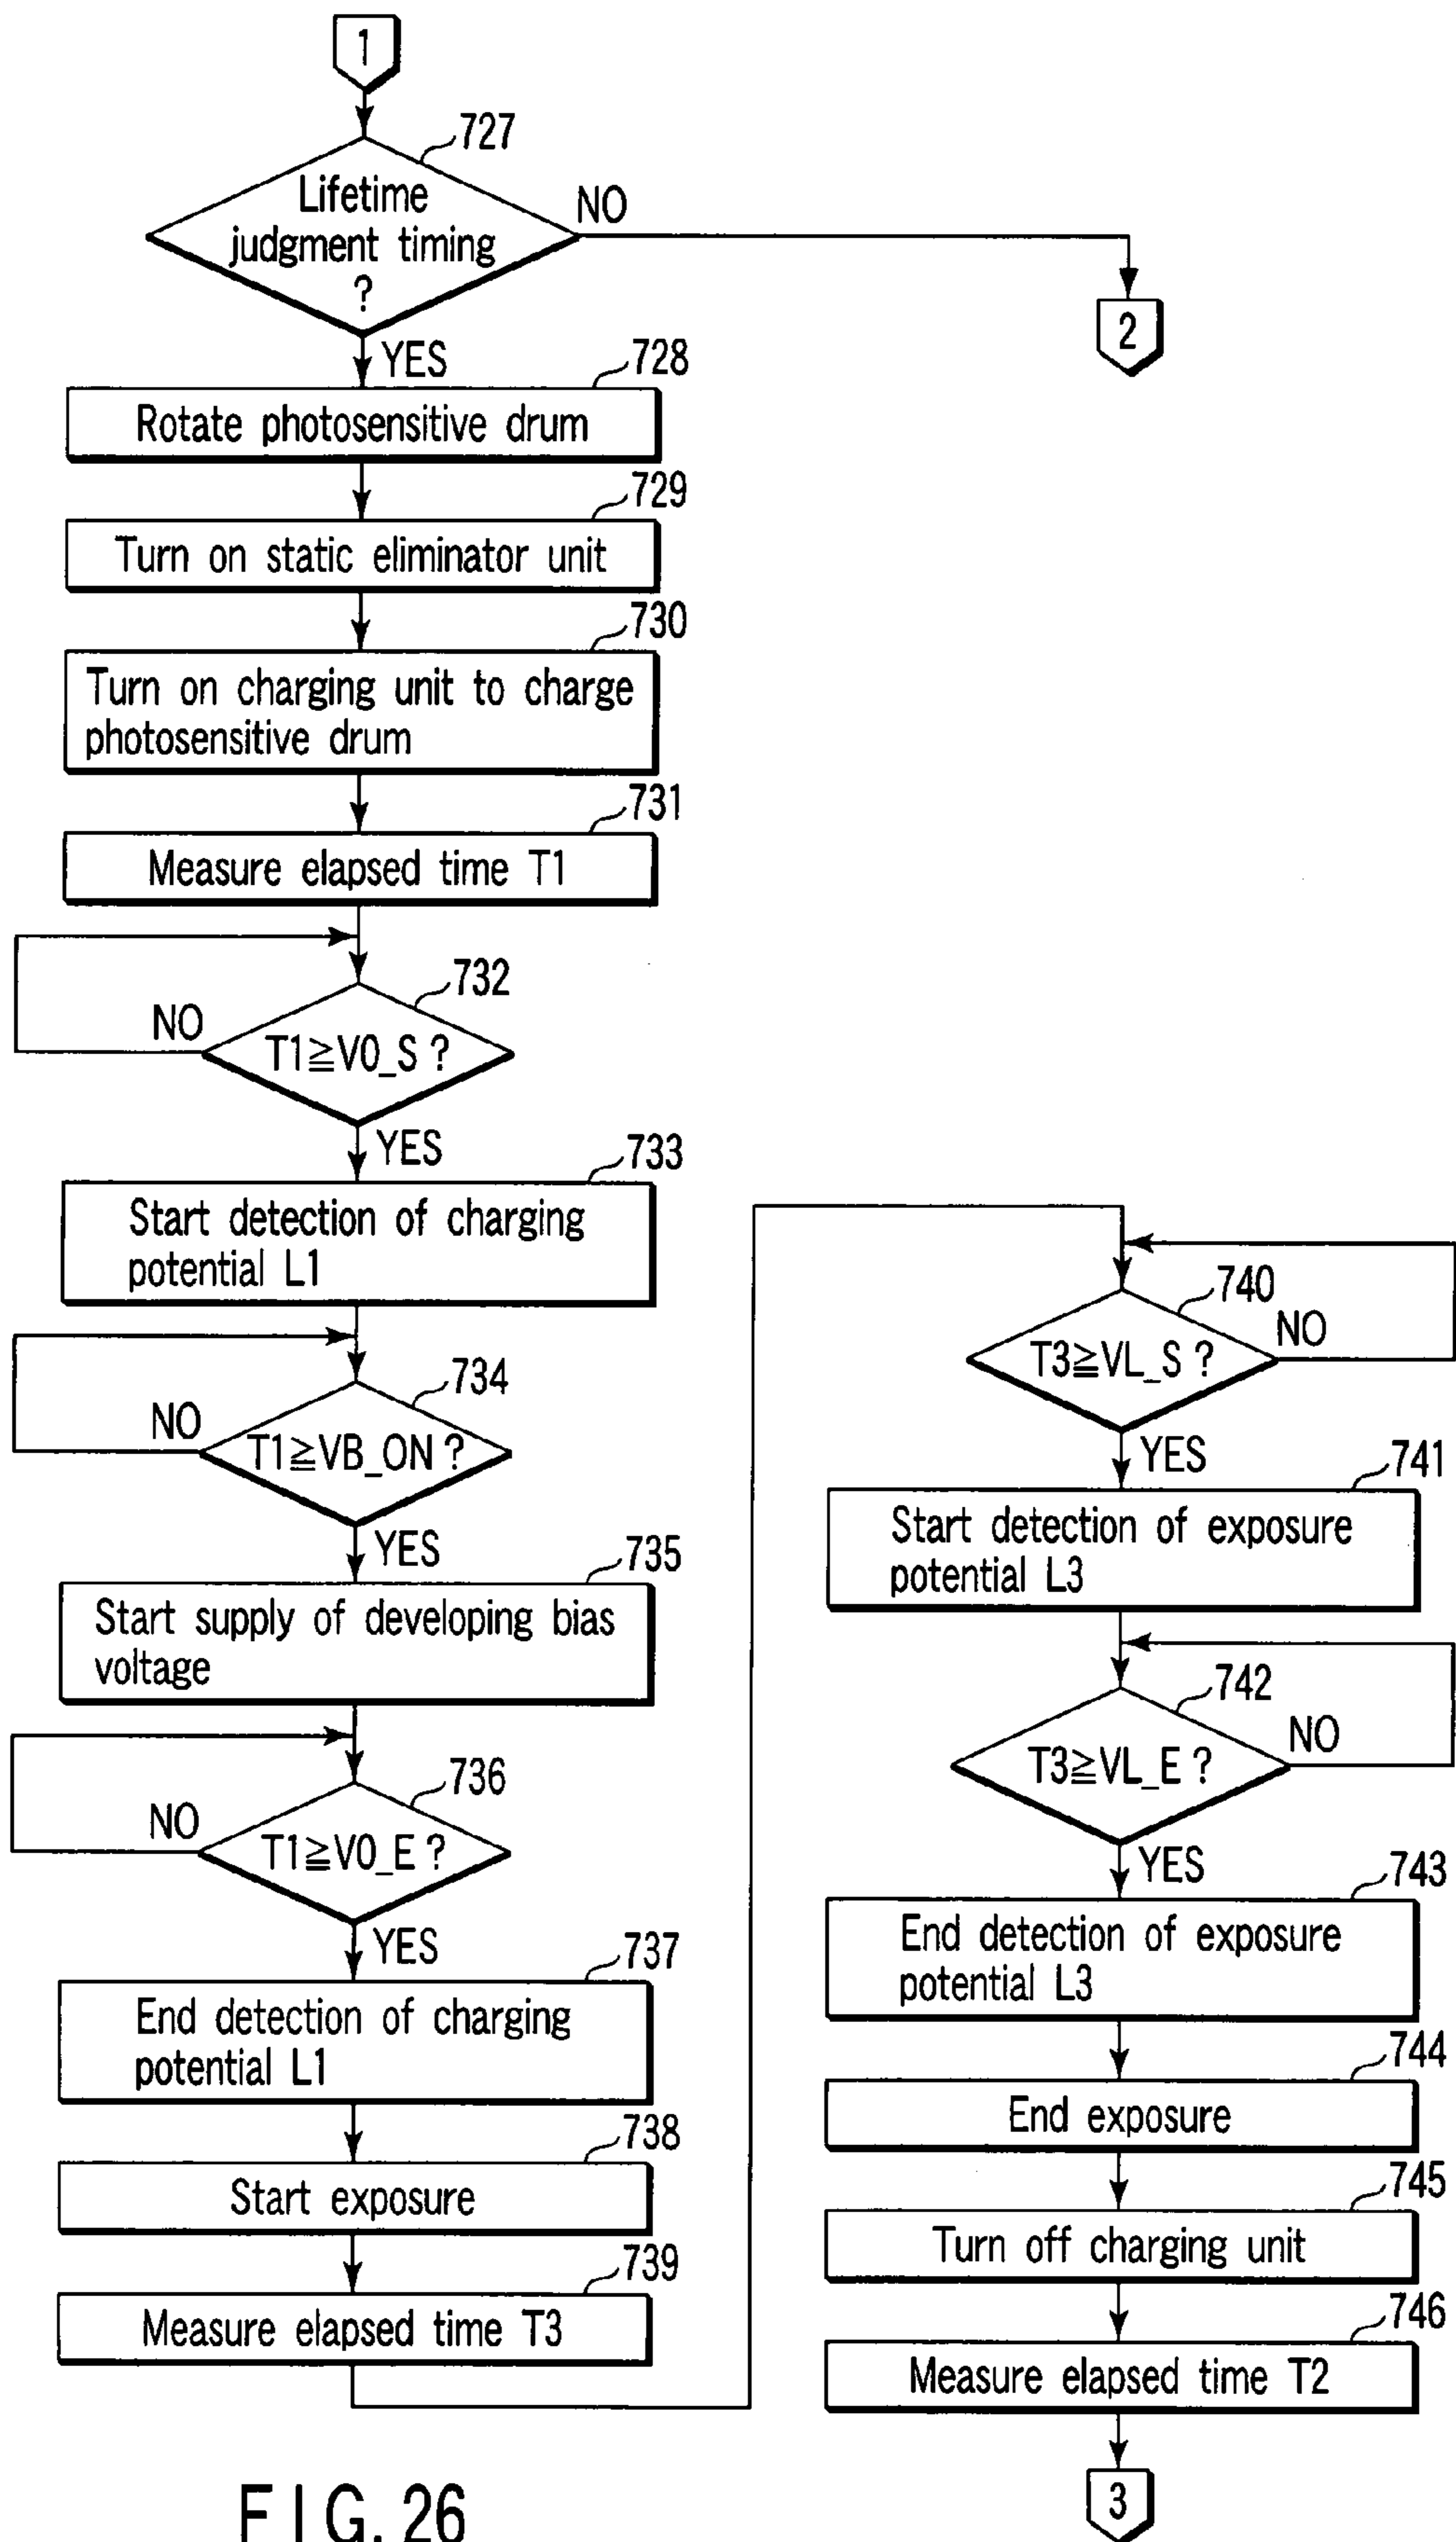 1
727
Lifetime
judgment timing
?
NO
2
YES
728
Rotate photosensitive drum
729
Turn on static eliminator unit
730
Turn on charging unit to charge
photosensitive drum
731
Measure elapsed time T1
732
NO
T1≧V0_S ?
YES
733
Start detection of charging
potential L1
734
NO
T1≧VB_ON ?
YES
735
Start supply of developing bias
voltage
736
NO
T1≧V0_E ?
YES
737
End detection of charging
potential L1
738
Start exposure
739
Measure elapsed time T3
740
NO
T3≧VL_S ?
YES
741
Start detection of exposure
potential L3
742
NO
T3≧VL_E ?
YES
743
End detection of exposure
potential L3
744
End exposure
745
Turn off charging unit
746
Measure elapsed time T2
3
FIG. 26